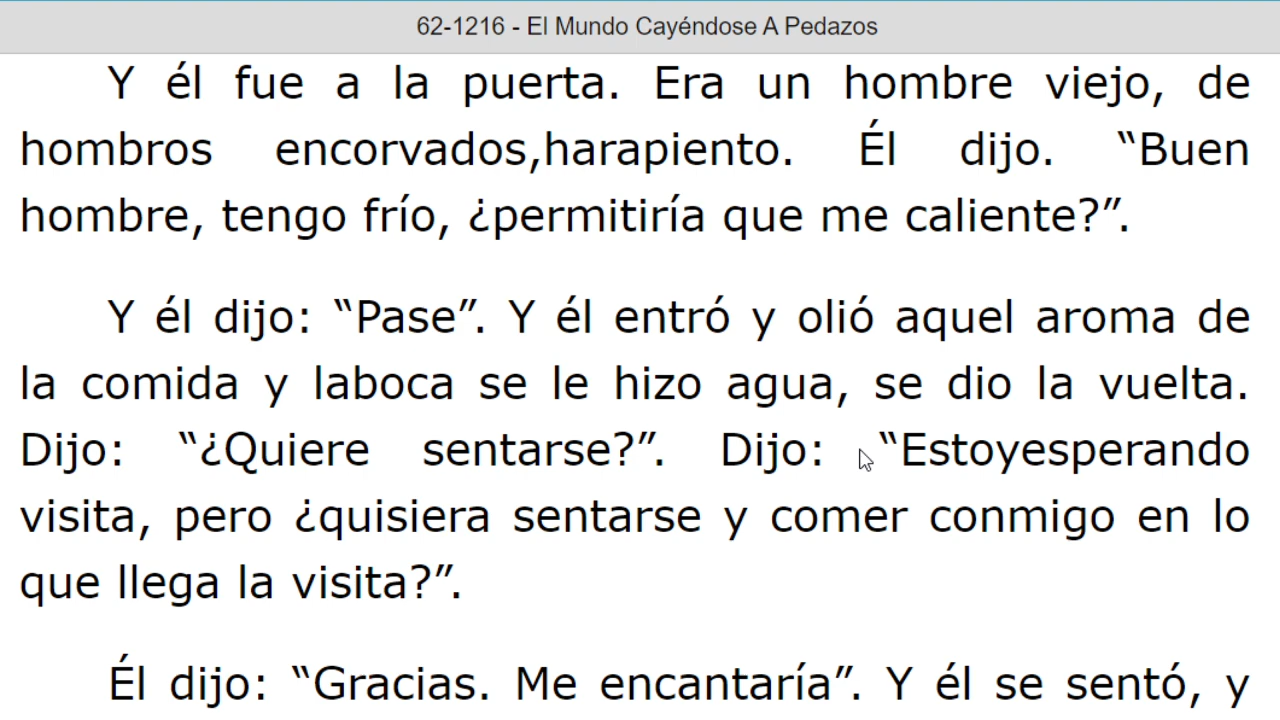 62-1216 - El Mundo Cayéndose A Pedazos
Y él fue a la puerta. Era un hombre viejo, de
hombros encorvados,harapiento. Él dijo. “Buen
hombre, tengo frío, ¿permitiría que me caliente?”.
Y él dijo: “Pase”. Y él entró y olió aquel aroma de
la comida y laboca se le hizo agua, se dio la vuelta.
Dijo: “¿Quiere sentarse?”. Dijo: “Estoyesperando
visita, pero ¿quisiera sentarse y comer conmigo en lo
que llega la visita?”.
Él dijo: “Gracias. Me encantaría”. Y él se sentó, y